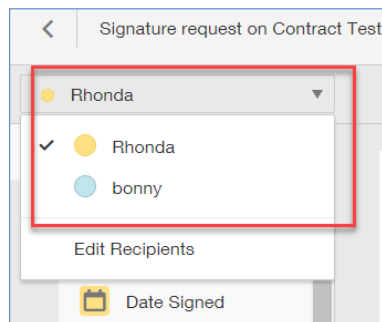 Signature request on Contract Test
Rhonda
Rhonda
bonny
Edit Recipients
Date Signed